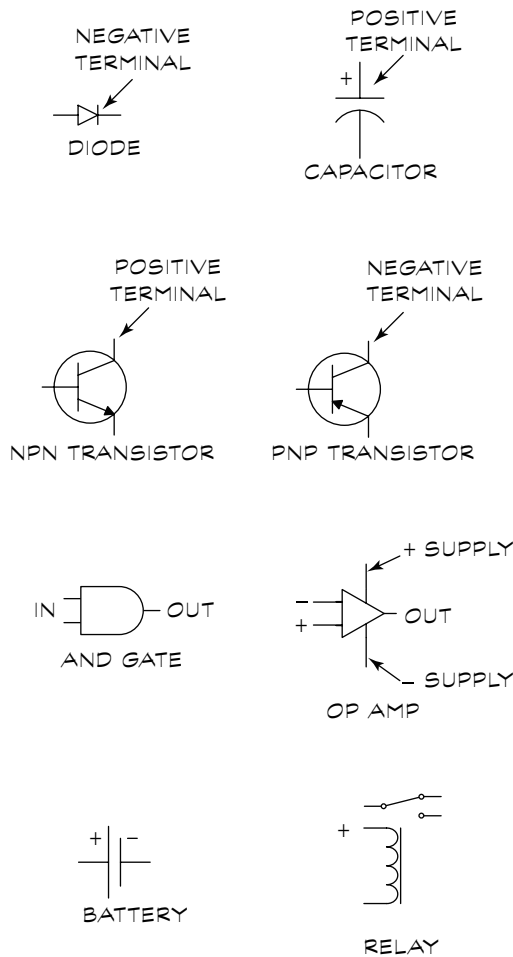 NEGATIVE
TERMINAL
DIODE
POSITIVE
TERMINAL
+
CAPACITOR
POSITIVE
TERMINAL
NPN TRANSISTOR
NEGATIVE
TERMINAL
PNP TRANSISTOR
IN
OUT
AND GATE
+ SUPPLY
–
+
OUT
– SUPPLY
OP AMP
+ –
BATTERY
+
RELAY